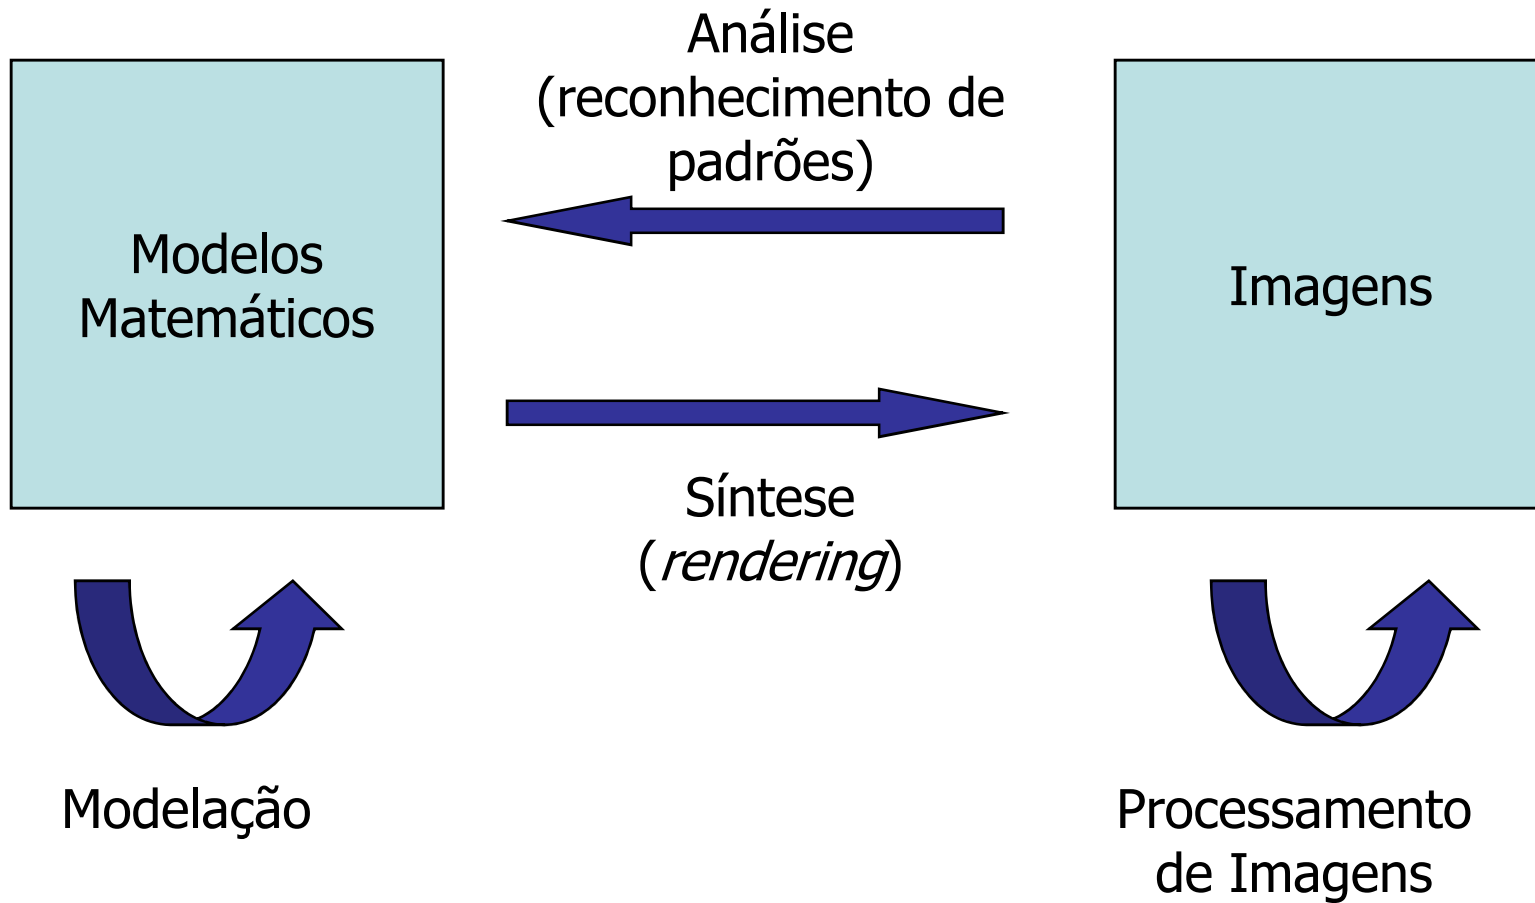 Análise
(reconhecimento de
padrões)
Modelos
Matemáticos
Imagens
Síntese
(rendering)
Modelação
Processamento
de Imagens